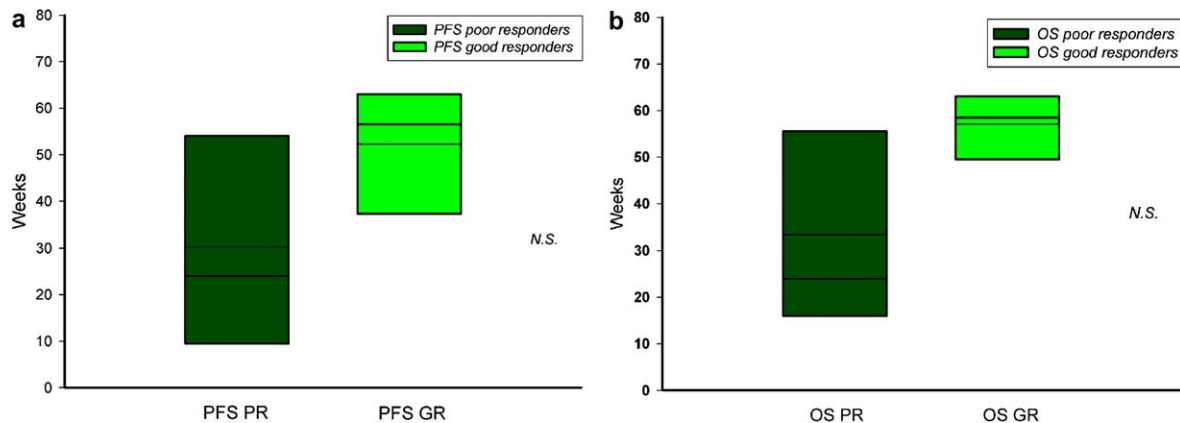 a
80
70
60
50
40
30
20
10
0
Weeks
PFS poor responders
PFS good responders
N.S.
PFS PR
PFS GR
b
80
70
60
50
40
30
20
10
0
Weeks
OS poor responders
OS good responders
N.S.
OS PR
OS GR